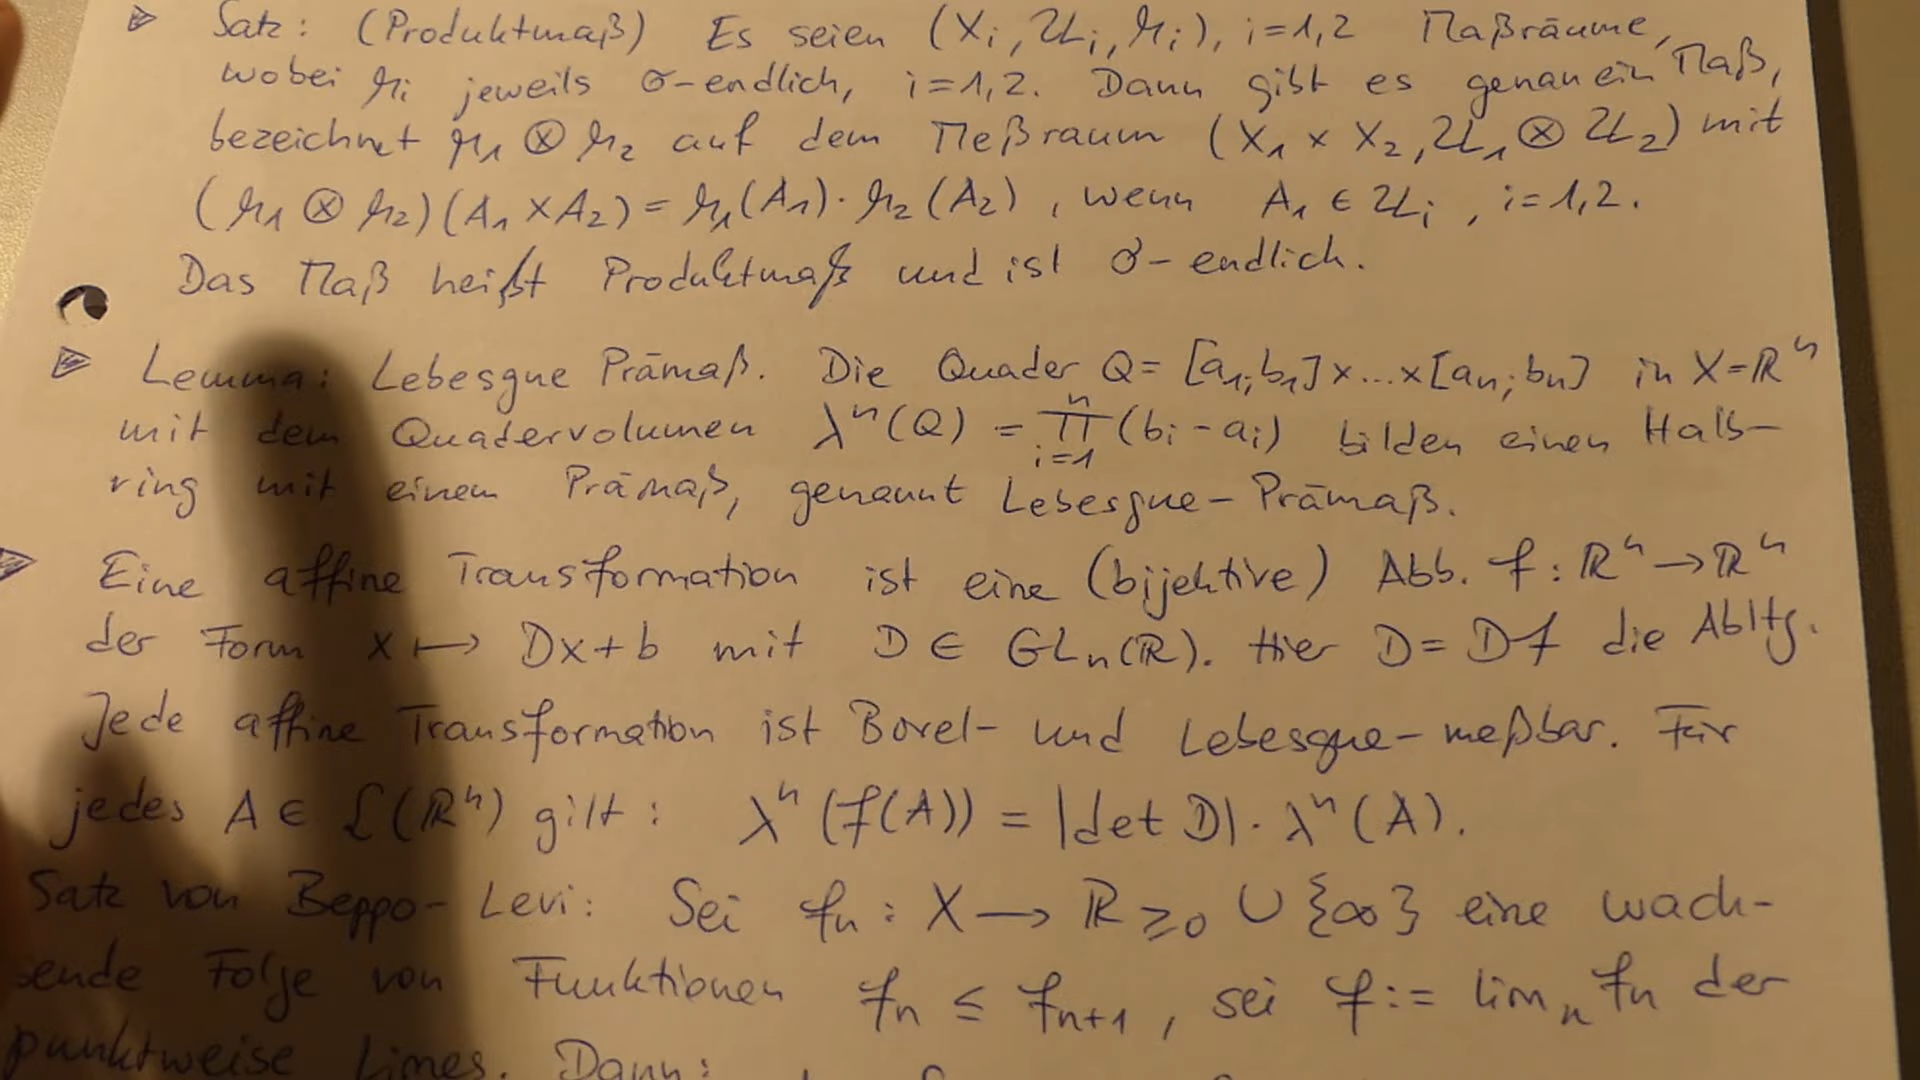 Satz: (Produktmaß) Es seien (X_i, 𝔄_i, μ_i), i=1,2 Maßräume,
wobei μ_i jeweils σ-endlich, i=1,2. Dann gibt es genau ein Maß,
bezeichnet μ_1 ⊗ μ_2 auf dem Meßraum (X_1 × X_2, 𝔄_1 ⊗ 𝔄_2) mit
(μ_1 ⊗ μ_2)(A_1 × A_2) = μ_1(A_1) · μ_2(A_2), wenn A_1 ∈ 𝔄_i, i=1,2.
Das Maß heißt Produktmaß und ist σ-endlich.
Lemma: Lebesgue Prämaß. Die Quader Q = [a_1; b_1] × ... × [a_n; b_n] in X = ℝ^n
mit dem Quadervolumen λ^n(Q) = ∏_{i=1}^n (b_i - a_i) bilden einen Halb-
ring mit einem Prämaß, genannt Lebesgue-Prämaß.
Eine affine Transformation ist eine (bijektive) Abb. f: ℝ^n → ℝ^n
der Form x ↦ Dx+b mit D ∈ GL_n(ℝ). Hier D = Df die Abltg.
Jede affine Transformation ist Borel- und Lebesgue-meßbar. Für
jedes A ∈ 𝓛(ℝ^n) gilt: λ^n(f(A)) = |det D| · λ^n(A).
Satz von Beppo-Levi: Sei f_n: X → ℝ_{≥0} ∪ {∞} eine wach-
sende Folge von Funktionen f_n ≤ f_{n+1}, sei f := lim_n f_n der
punktweise Limes. Dann: